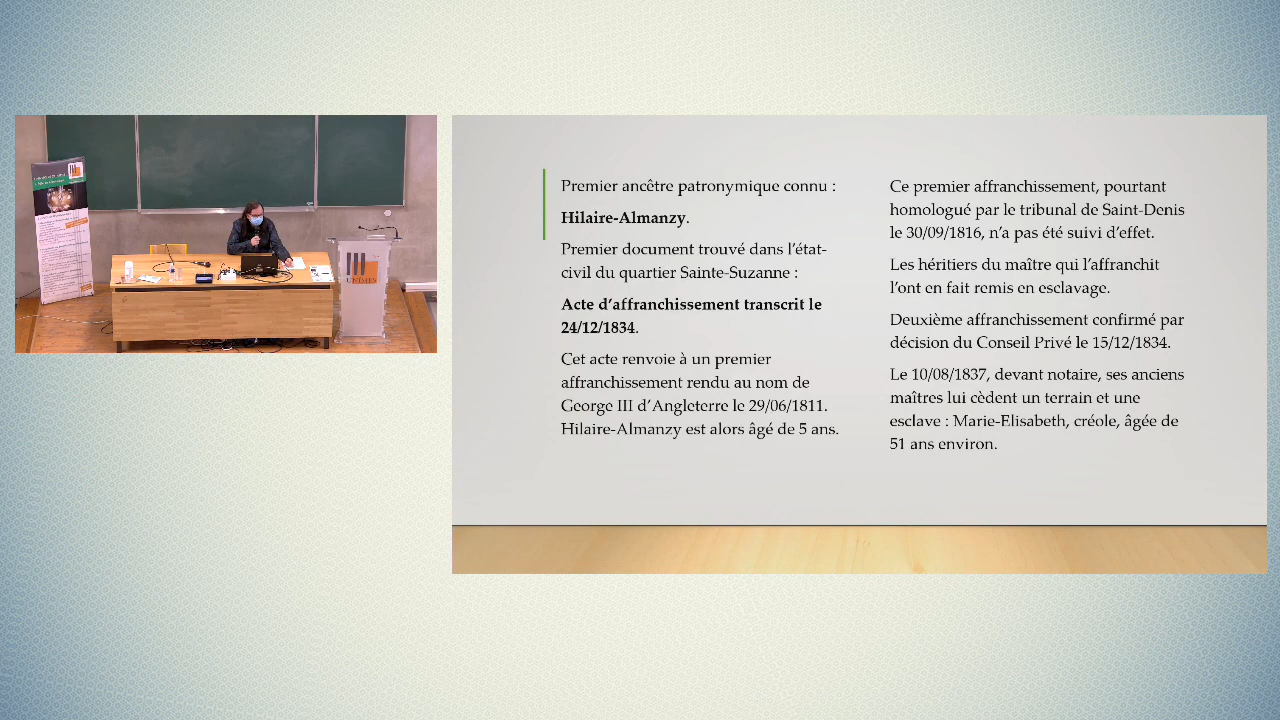 Premier ancêtre patronymique connu :
Hilaire-Almanzy.
Premier document trouvé dans l’état-
civil du quartier Sainte-Suzanne :
Acte d’affranchissement transcrit le
24/12/1834.
Cet acte renvoie à un premier
affranchissement rendu au nom de
George III d’Angleterre le 29/06/1811.
Hilaire-Almanzy est alors âgé de 5 ans.
Ce premier affranchissement, pourtant
homologué par le tribunal de Saint-Denis
le 30/09/1816, n’a pas été suivi d’effet.
Les héritiers du maître qui l’affranchit
l’ont en fait remis en esclavage.
Deuxième affranchissement confirmé par
décision du Conseil Privé le 15/12/1834.
Le 10/08/1837, devant notaire, ses anciens
maîtres lui cèdent un terrain et une
esclave : Marie-Elisabeth, créole, âgée de
51 ans environ.
UNIMES